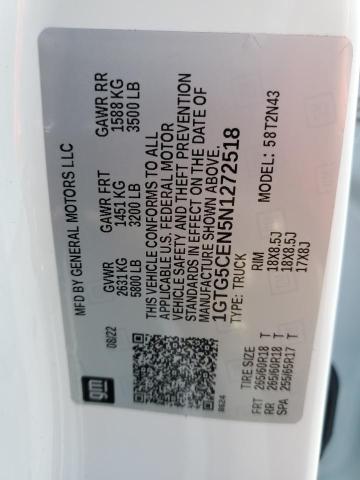 MFD BY GENERAL MOTORS LLC
08/22
GVWR GAWR FRT GAWR RR
2631 KG 1451 KG 1588 KG
5800 LB 3200 LB 3500 LB
THIS VEHICLE CONFORMS TO ALL
APPLICABLE U.S. FEDERAL MOTOR
VEHICLE SAFETY AND THEFT PREVENTION
STANDARDS IN EFFECT ON THE DATE OF
MANUFACTURE SHOWN ABOVE.
1GTG5CEN5N1272518
TYPE: TRUCK MODEL: 58T2N43
gm
8624
TIRE SIZE RIM
FRT 265/60R18 T 18X8.5J
RR 265/60R18 T 18X8.5J
SPA 255/65R17 T 17X8J